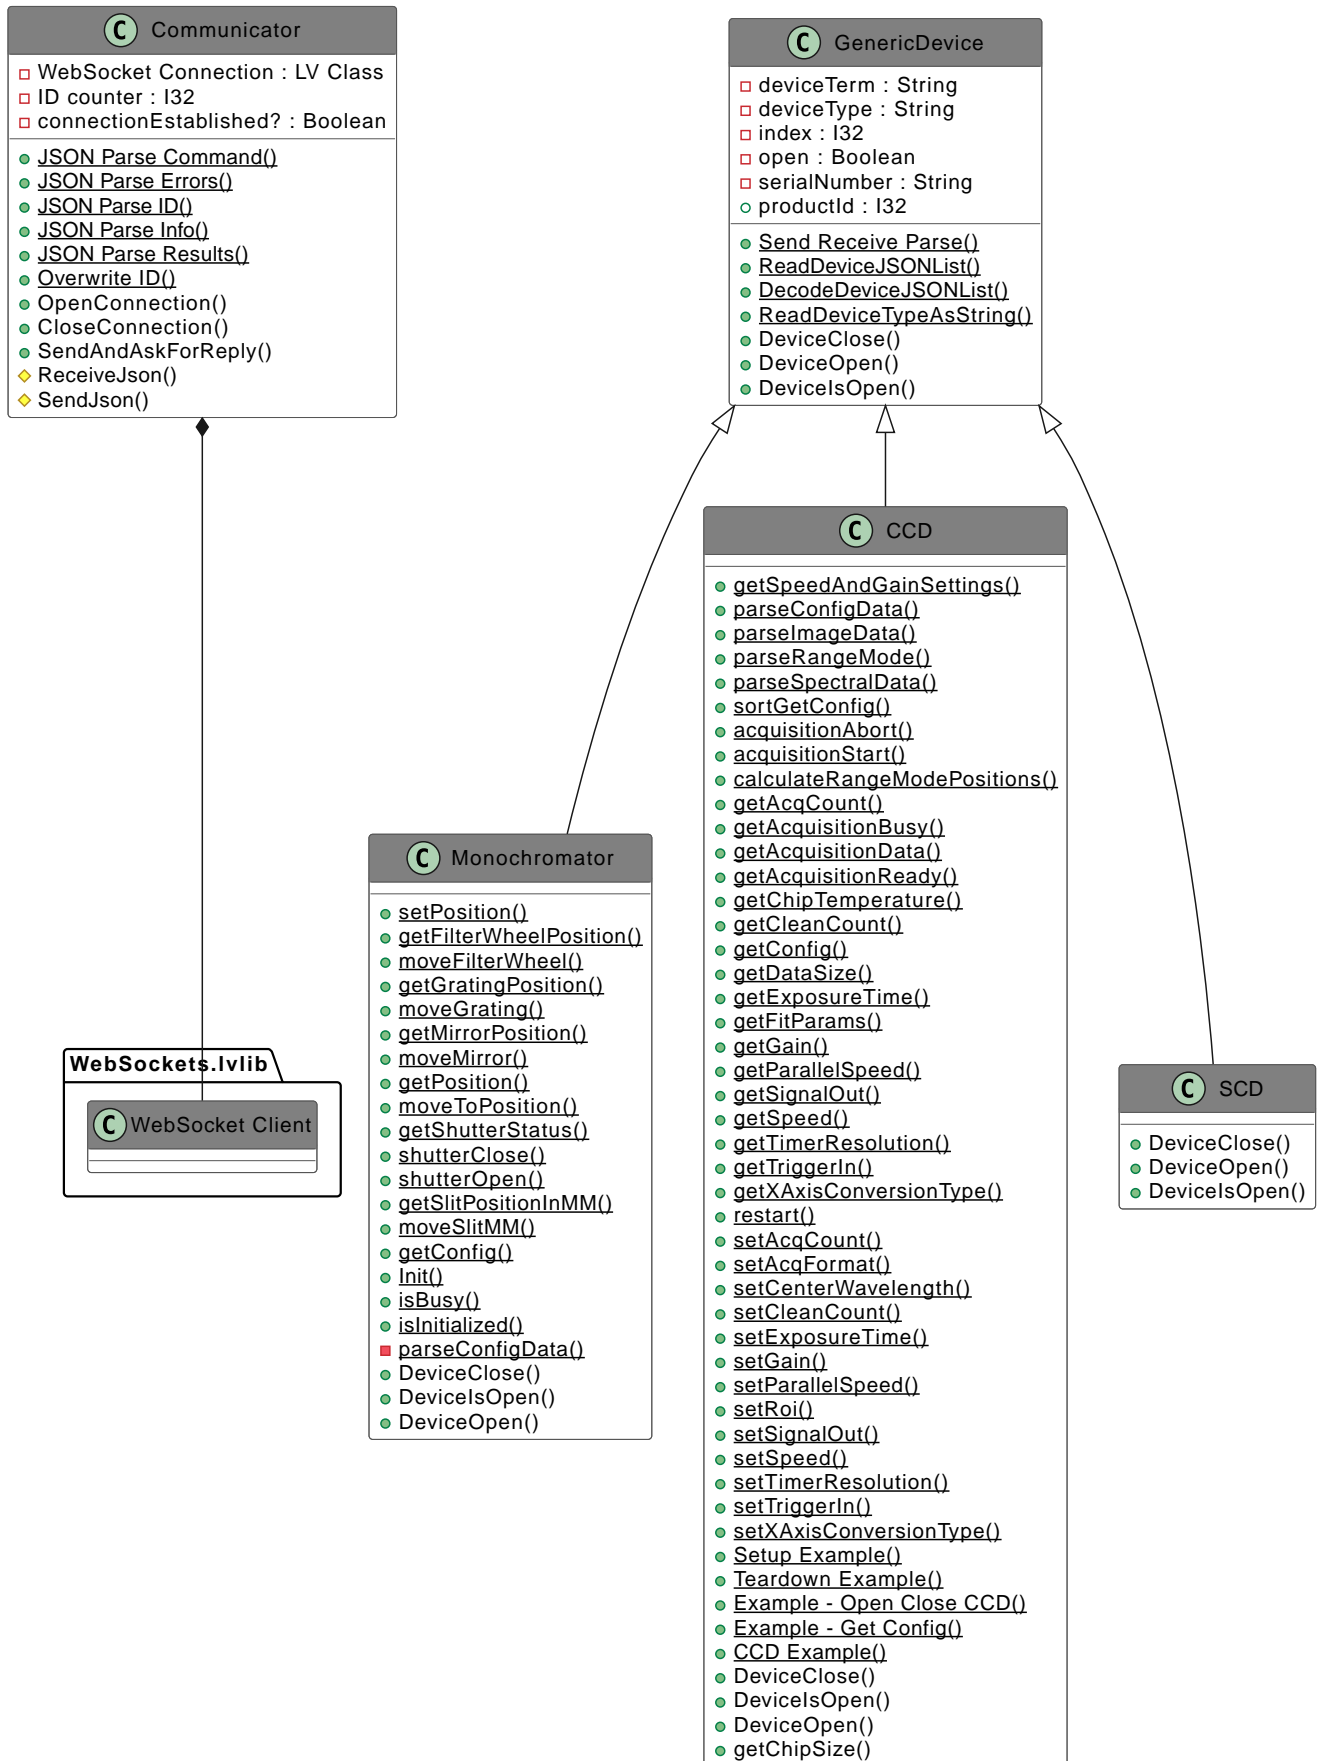 C Communicator
WebSocket Connection : LV Class
ID counter : I32
connectionEstablished? : Boolean
JSON Parse Command()
JSON Parse Errors()
JSON Parse ID()
JSON Parse Info()
JSON Parse Results()
Overwrite ID()
OpenConnection()
CloseConnection()
SendAndAskForReply()
ReceiveJson()
SendJson()
C GenericDevice
deviceTerm : String
deviceType : String
index : I32
open : Boolean
serialNumber : String
productId : I32
Send Receive Parse()
ReadDeviceJSONList()
DecodeDeviceJSONList()
ReadDeviceTypeAsString()
DeviceClose()
DeviceOpen()
DeviceIsOpen()
WebSockets.lvlib
C WebSocket Client
C Monochromator
setPosition()
getFilterWheelPosition()
moveFilterWheel()
getGratingPosition()
moveGrating()
getMirrorPosition()
moveMirror()
getPosition()
moveToPosition()
getShutterStatus()
shutterClose()
shutterOpen()
getSlitPositionInMM()
moveSlitMM()
getConfig()
Init()
isBusy()
isInitialized()
parseConfigData()
DeviceClose()
DeviceIsOpen()
DeviceOpen()
C CCD
getSpeedAndGainSettings()
parseConfigData()
parseImageData()
parseRangeMode()
parseSpectralData()
sortGetConfig()
acquisitionAbort()
acquisitionStart()
calculateRangeModePositions()
getAcqCount()
getAcquisitionBusy()
getAcquisitionData()
getAcquisitionReady()
getChipTemperature()
getCleanCount()
getConfig()
getDataSize()
getExposureTime()
getFitParams()
getGain()
getParallelSpeed()
getSignalOut()
getSpeed()
getTimerResolution()
getTriggerIn()
getXAxisConversionType()
restart()
setAcqCount()
setAcqFormat()
setCenterWavelength()
setCleanCount()
setExposureTime()
setGain()
setParallelSpeed()
setRoi()
setSignalOut()
setSpeed()
setTimerResolution()
setTriggerIn()
setXAxisConversionType()
Setup Example()
Teardown Example()
Example - Open Close CCD()
Example - Get Config()
CCD Example()
DeviceClose()
DeviceIsOpen()
DeviceOpen()
getChipSize()
C SCD
DeviceClose()
DeviceOpen()
DeviceIsOpen()